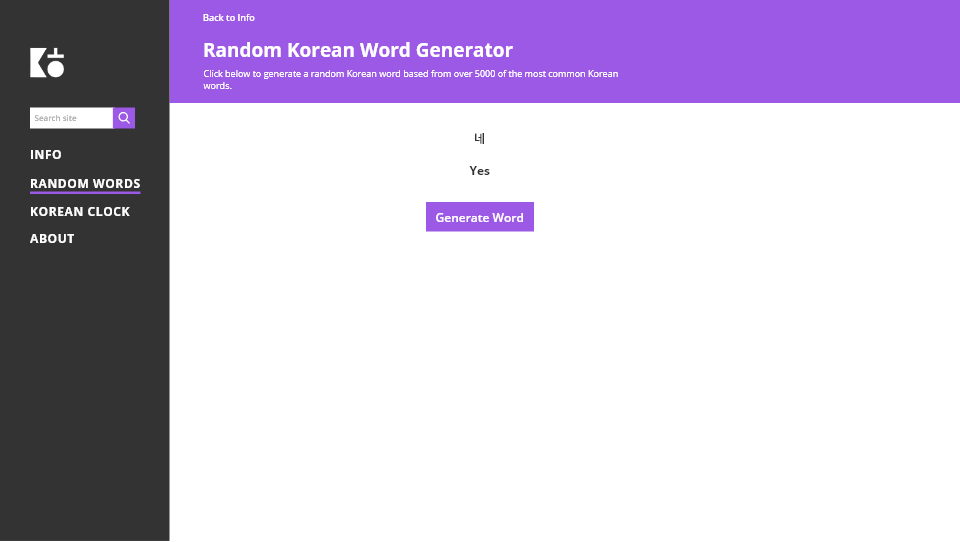 Back to Info
Random Korean Word Generator
Click below to generate a random Korean word based from over 5000 of the most common Korean
words.
Search site
INFO
RANDOM WORDS
KOREAN CLOCK
ABOUT
네
Yes
Generate Word